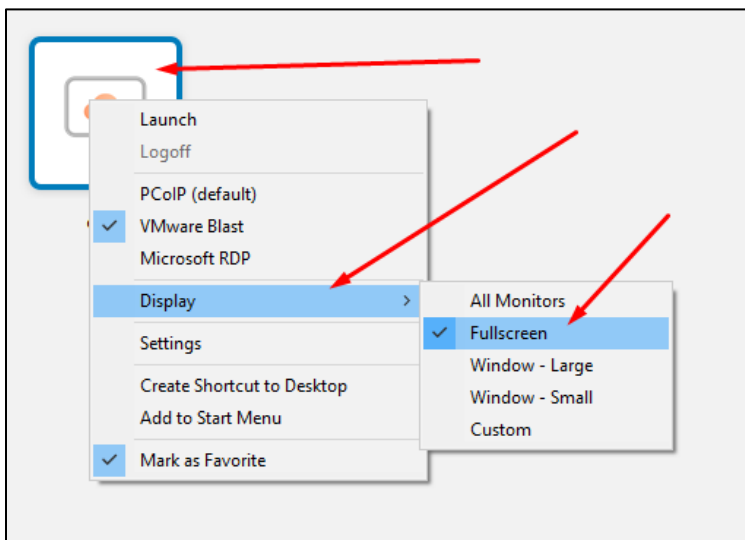 Launch
Logoff
PCoIP (default)
VMware Blast
Microsoft RDP
Display
Settings
Create Shortcut to Desktop
Add to Start Menu
Mark as Favorite
All Monitors
Fullscreen
Window - Large
Window - Small
Custom